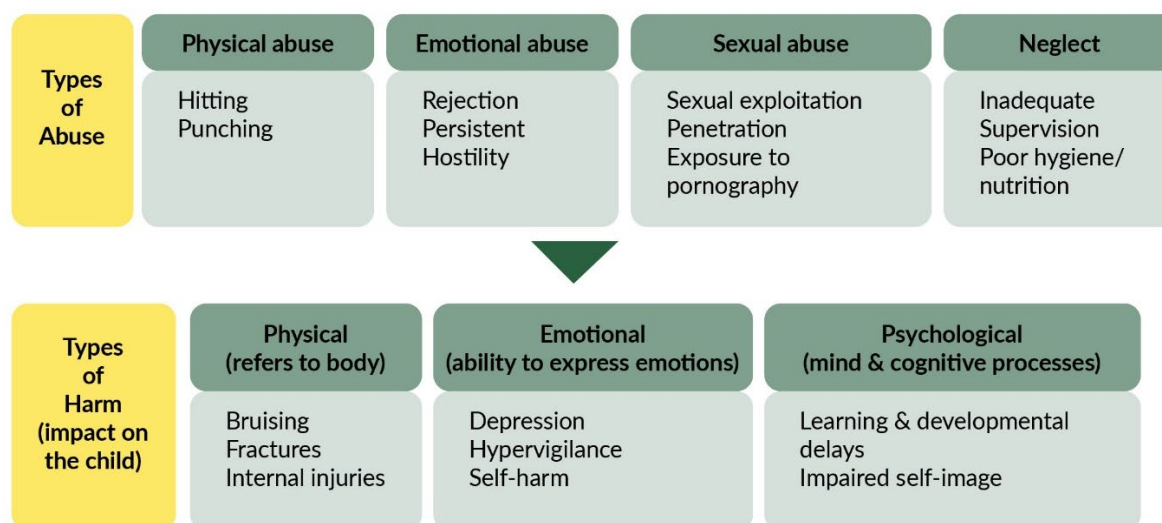 Types
of
Abuse
Physical abuse
Hitting
Punching
Emotional abuse
Rejection
Persistent
Hostility
Sexual abuse
Sexual exploitation
Penetration
Exposure to
pornography
Neglect
Inadequate
Supervision
Poor hygiene/
nutrition
Types
of
Harm
(impact on
the child)
Physical
(refers to body)
Bruising
Fractures
Internal injuries
Emotional
(ability to express emotions)
Depression
Hypervigilance
Self-harm
Psychological
(mind & cognitive processes)
Learning & developmental
delays
Impaired self-image